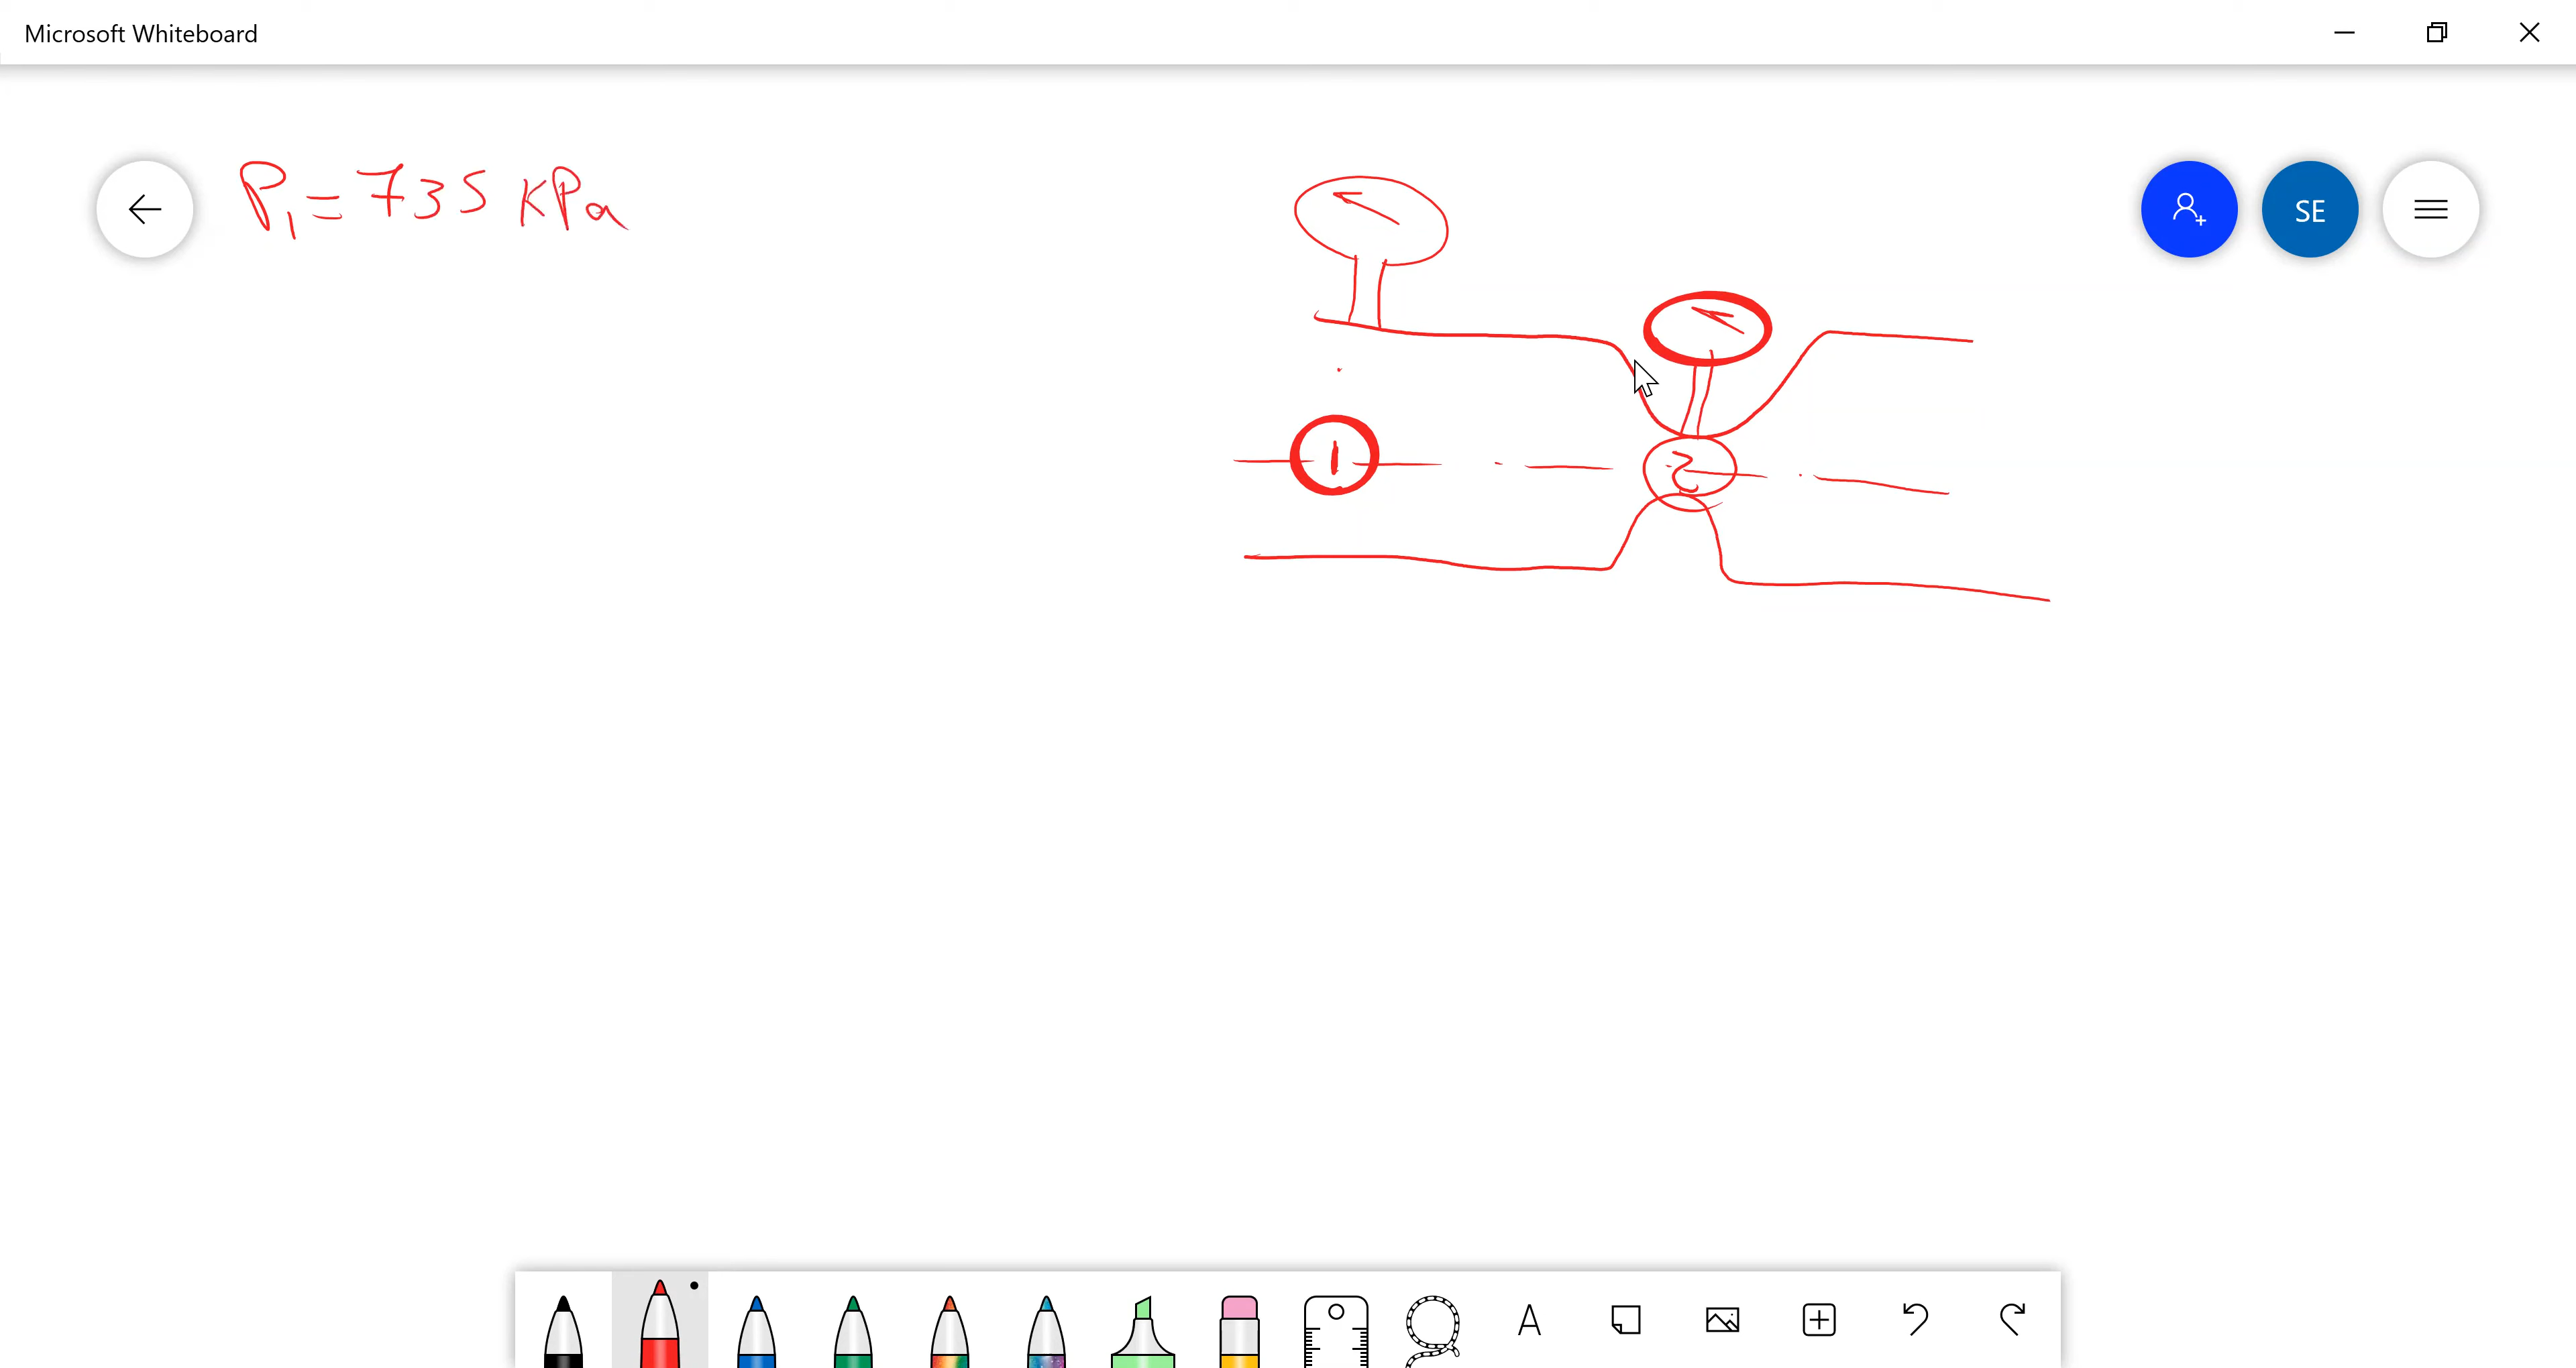 Microsoft Whiteboard
P₁ = 735 KPa
SE
1
2
A